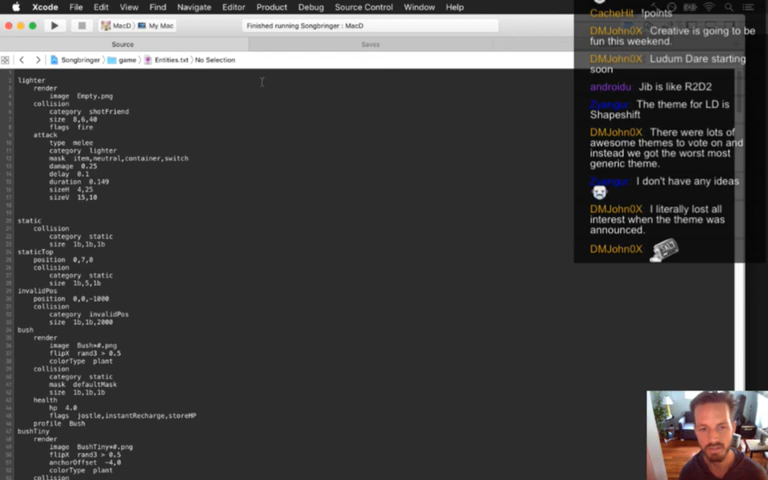 Xcode File Edit View Find Navigate Editor Product Debug Source Control Window Help
MacD My Mac Finished running Songbringer : MacD
Source Saves
Songbringer game Entities.txt No Selection
lighter
render
image Empty.png
collision
category shotFriend
size 8,6,40
flags fire
attack
type melee
category lighter
mask item,neutral,container,switch
damage 0.25
delay 0.1
duration 0.149
sizeH 4,25
sizeV 15,10
static
collision
category static
size 1b,1b,1b
staticTop
position 0,7,0
collision
category static
size 1b,5,1b
invalidPos
position 0,0,-1000
collision
category invalidPos
size 1b,1b,2000
bush
render
image Bush*#.png
flipX rand3 > 0.5
colorType plant
collision
category static
mask defaultMask
size 1b,1b,1b
health
hp 4.0
flags jostle,instantRecharge,storeHP
profile Bush
bushTiny
render
image BushTiny*#.png
flipX rand3 > 0.5
anchorOffset -4,0
colorType plant
collision
CacheHit !points
DMJohn0X Creative is going to be
fun this weekend.
DMJohn0X Ludum Dare starting
soon
androidu Jib is like R2D2
The theme for LD is
Shapeshift
DMJohn0X There were lots of
awesome themes to vote on and
instead we got the worst most
generic theme.
I don't have any ideas
DMJohn0X I literally lost all
interest when the theme was
announced.
DMJohn0X